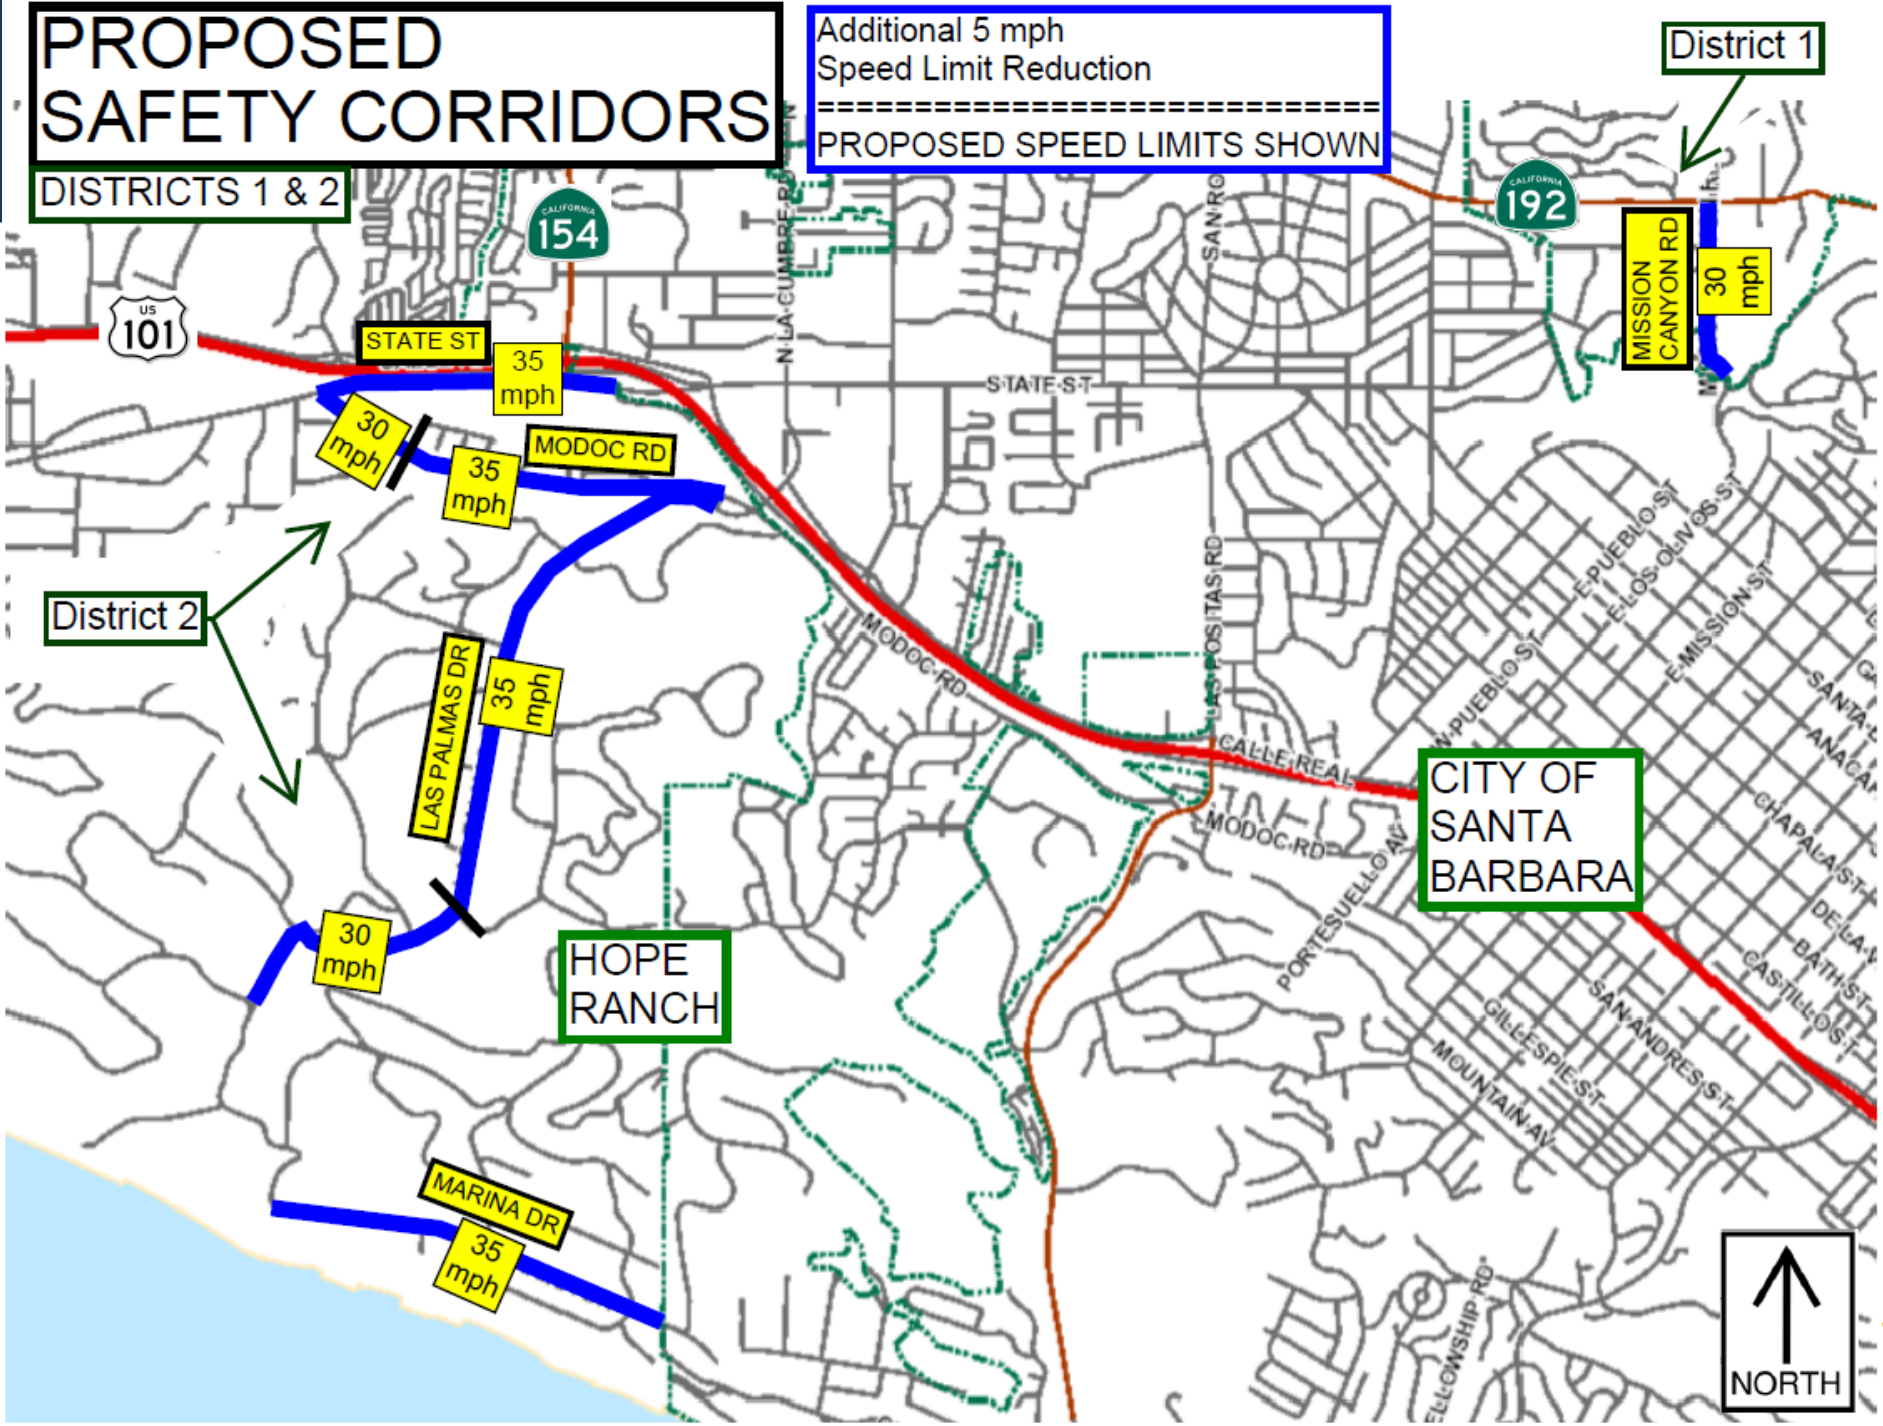 PROPOSED
SAFETY CORRIDORS
DISTRICTS 1 & 2
Additional 5 mph
Speed Limit Reduction
=============================
PROPOSED SPEED LIMITS SHOWN
District 1
CALIFORNIA
154
CALIFORNIA
192
US
101
N LA CUMBRE RD
SAN RO
MISSION
CANYON RD
30
mph
STATE ST
35
mph
STATE ST
30
mph
35
mph
MODOC RD
District 2
LAS PALMAS DR
35
mph
30
mph
MODOC RD
LAS POSITAS RD
CALLE REAL
MODOC RD
E PUEBLO ST
E LOS OLIVOS ST
E MISSION ST
W PUEBLO ST
CITY OF
SANTA
BARBARA
PORTESUELLO AV
CHAPALA ST
BATH ST
CASTILLO ST
SAN ANDRES ST
GILLESPIE ST
MOUNTAIN AV
HOPE
RANCH
MARINA DR
35
mph
ELLOWSHIP RD
NORTH